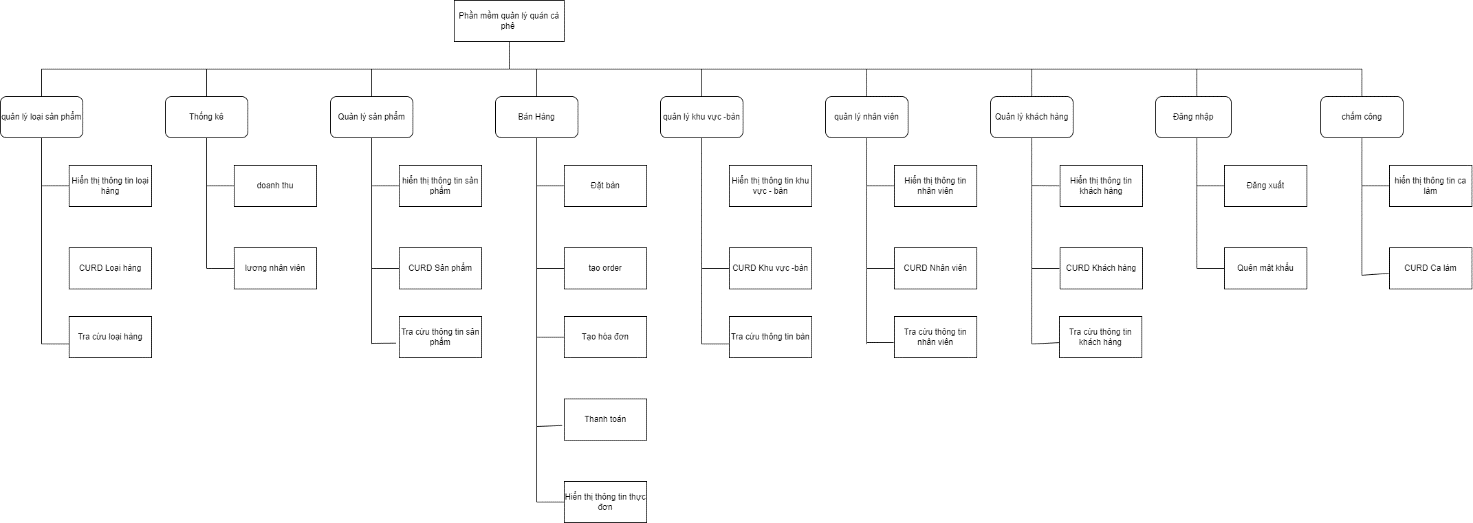 Phần mềm quản lý quán cà
phê
quản lý loại sản phẩm
Thống kê
Quản lý sản phẩm
Bán Hàng
quản lý khu vực -bán
quản lý nhân viên
Quản lý khách hàng
Đăng nhập
chấm công
Hiển thị thông tin loại
hàng
doanh thu
hiển thị thông tin sản
phẩm
Đặt bàn
Hiển thị thông tin khu
vực - bàn
Hiển thị thông tin
nhân viên
Hiển thị thông tin
khách hàng
Đăng xuất
hiển thị thông tin ca
làm
CURD Loại hàng
lương nhân viên
CURD Sản phẩm
tạo order
CURD Khu vực -bàn
CURD Nhân viên
CURD Khách hàng
Quên mật khẩu
CURD Ca làm
Tra cứu loại hàng
Tra cứu thông tin sản
phẩm
Tạo hóa đơn
Tra cứu thông tin bàn
Tra cứu thông tin
nhân viên
Tra cứu thông tin
khách hàng
Thanh toán
Hiển thị thông tin thực
đơn